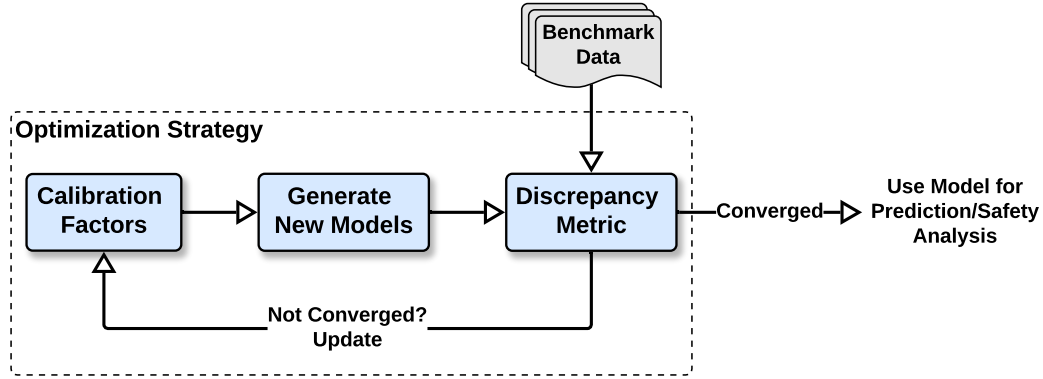 Benchmark
Data
Optimization Strategy
Calibration
Factors
Generate
New Models
Discrepancy
Metric
Converged
Use Model for
Prediction/Safety
Analysis
Not Converged?
Update